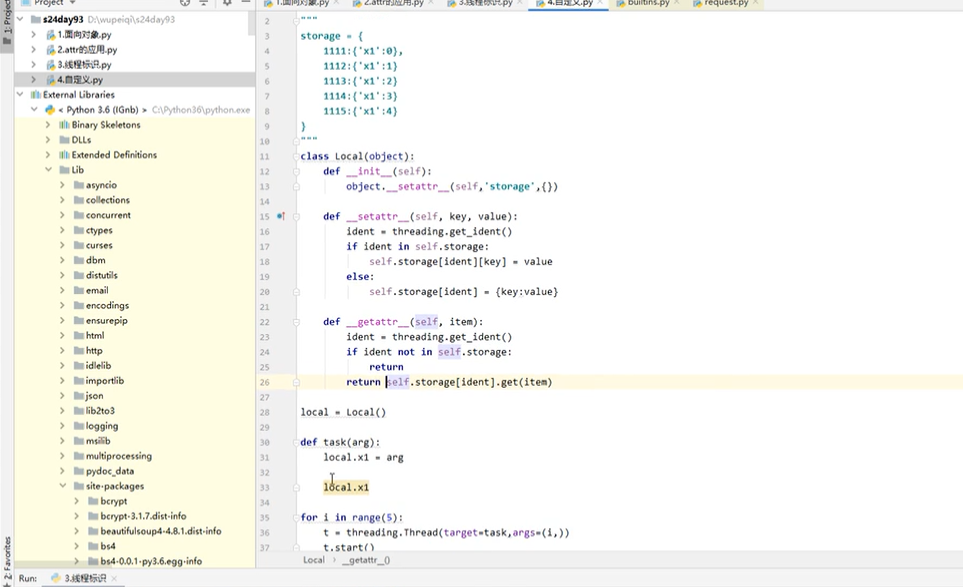 Project
1.面向对象.py
2.attr的应用.py
3.线程标识.py
4.自定义.py
builtins.py
request.py
1: Project
s24day93 D:\wupeiqi\s24day93
1.面向对象.py
2.attr的应用.py
3.线程标识.py
4.自定义.py
External Libraries
< Python 3.6 (IGnb) > C:\Python36\python.exe
Binary Skeletons
DLLs
Extended Definitions
Lib
asyncio
collections
concurrent
ctypes
curses
dbm
distutils
email
encodings
ensurepip
html
http
idlelib
importlib
json
lib2to3
logging
msilib
multiprocessing
pydoc_data
site-packages
bcrypt
bcrypt-3.1.7.dist-info
beautifulsoup4-4.8.1.dist-info
bs4
bs4-0.0.1-py3.6.egg-info
2 """
3 storage = {
4 1111:{'x1':0},
5 1112:{'x1':1}
6 1113:{'x1':2}
7 1114:{'x1':3}
8 1115:{'x1':4}
9 }
10 """
11 class Local(object):
12 def __init__(self):
13 object.__setattr__(self,'storage',{})
14
15 def __setattr__(self, key, value):
16 ident = threading.get_ident()
17 if ident in self.storage:
18 self.storage[ident][key] = value
19 else:
20 self.storage[ident] = {key:value}
21
22 def __getattr__(self, item):
23 ident = threading.get_ident()
24 if ident not in self.storage:
25 return
26 return self.storage[ident].get(item)
27
28 local = Local()
29
30 def task(arg):
31 local.x1 = arg
32
33 local.x1
34
35 for i in range(5):
36 t = threading.Thread(target=task,args=(i,))
37 t.start()
Local › __getattr__()
2: Favorites
Run: 3.线程标识